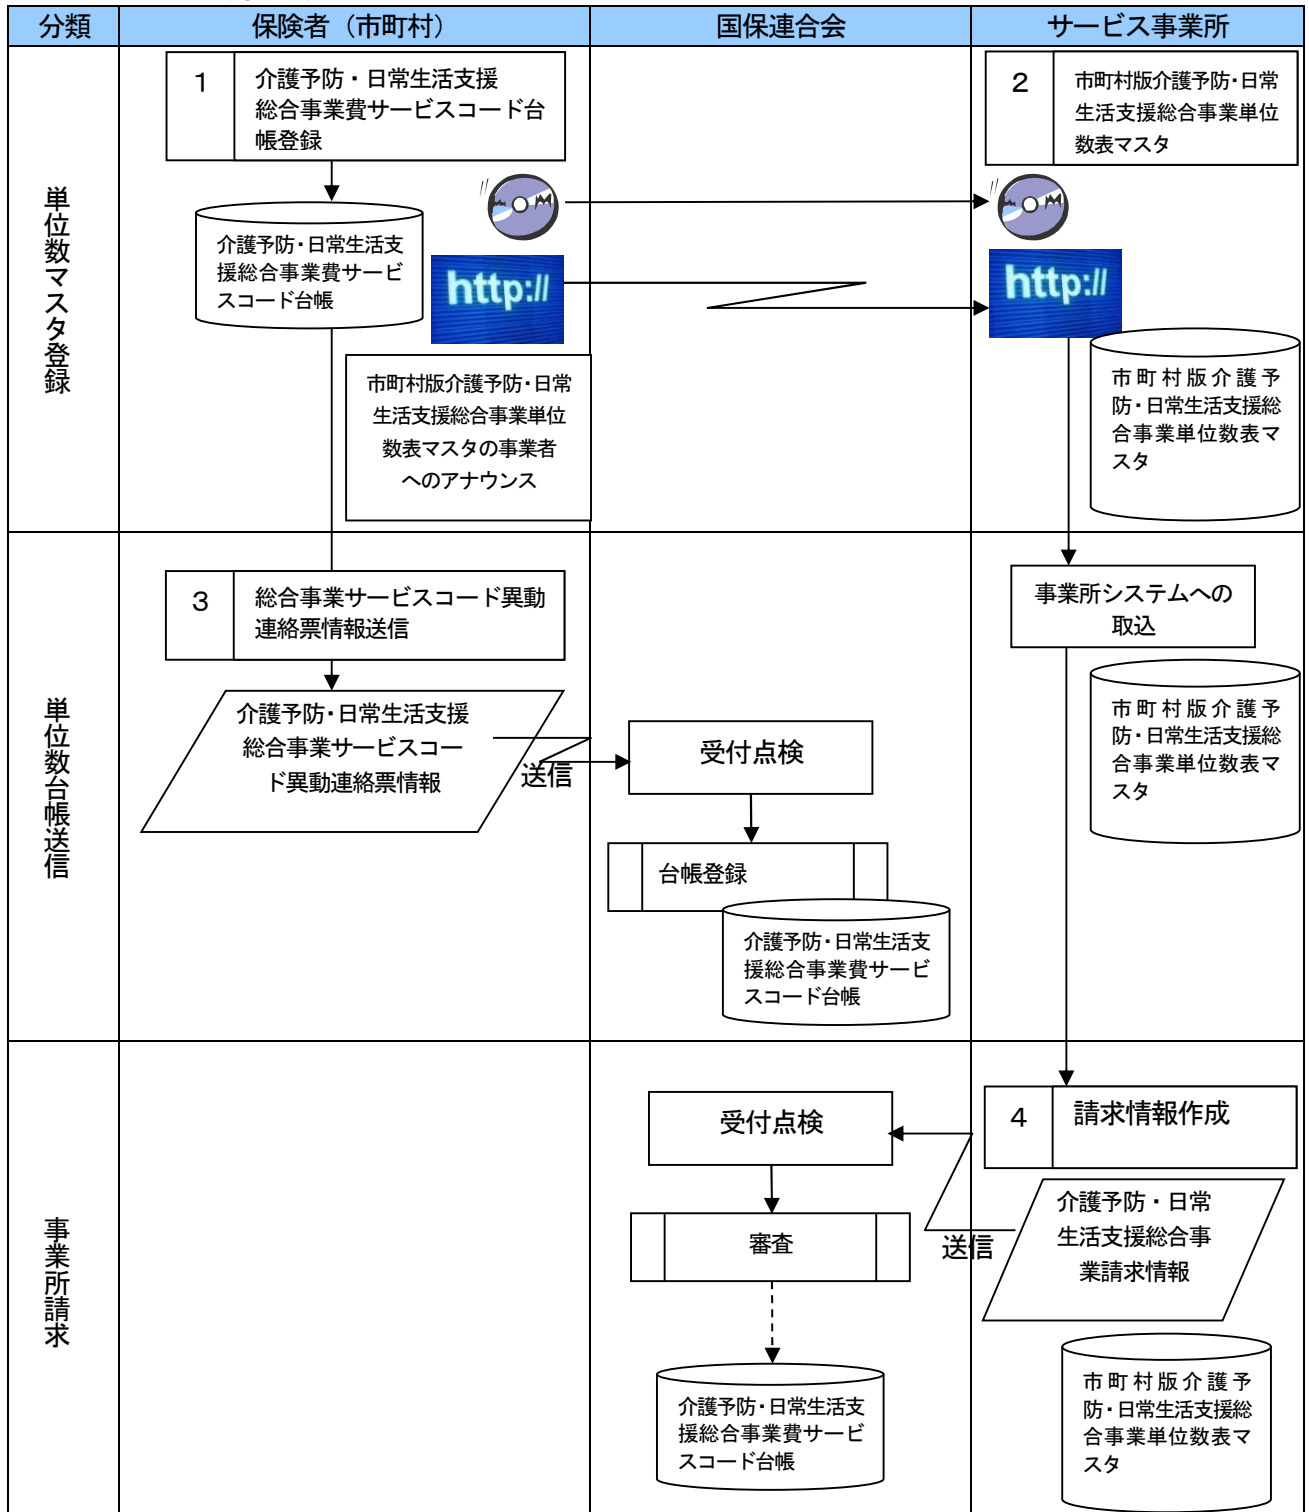 分類
保険者（市町村）
国保連合会
サービス事業所
単位数マスタ登録
1
介護予防・日常生活支援
総合事業費サービスコード台
帳登録
介護予防・日常生活支
援総合事業費サービ
スコード台帳
http://
市町村版介護予防・日常
生活支援総合事業単位
数表マスタの事業者
へのアナウンス
2
市町村版介護予防・日常
生活支援総合事業単位
数表マスタ
http://
市町村版介護予
防・日常生活支援総
合事業単位数表マ
スタ
単位数台帳送信
3
総合事業サービスコード異動
連絡票情報送信
介護予防・日常生活支援
総合事業サービスコー
ド異動連絡票情報
送信
受付点検
台帳登録
介護予防・日常生活支
援総合事業費サービ
スコード台帳
事業所システムへの
取込
市町村版介護予
防・日常生活支援総
合事業単位数表マ
スタ
事業所請求
受付点検
審査
介護予防・日常生活支
援総合事業費サービ
スコード台帳
送信
4
請求情報作成
介護予防・日常
生活支援総合事
業請求情報
市町村版介護予
防・日常生活支援総
合事業単位数表マ
スタ